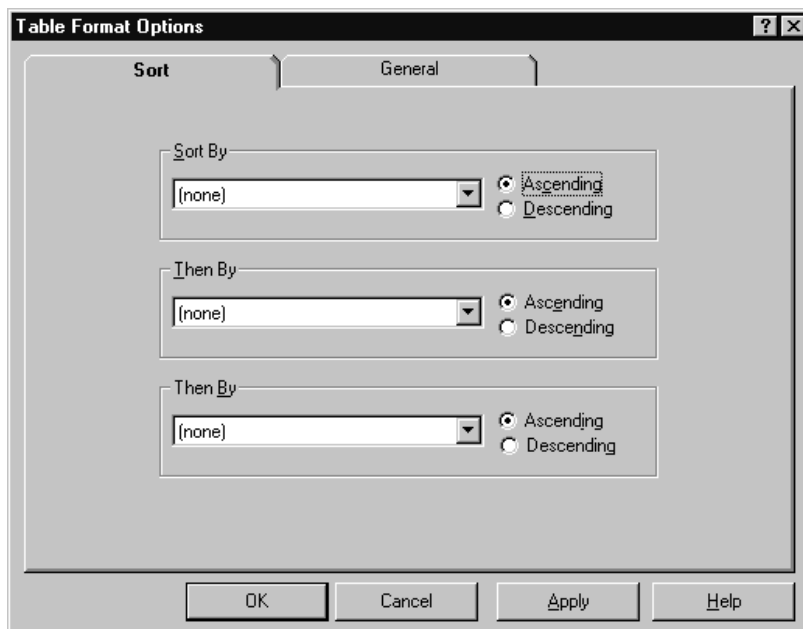 Table Format Options
Sort General
Sort By
(none) Ascending
Descending
Then By
(none) Ascending
Descending
Then By
(none) Ascending
Descending
OK Cancel Apply Help